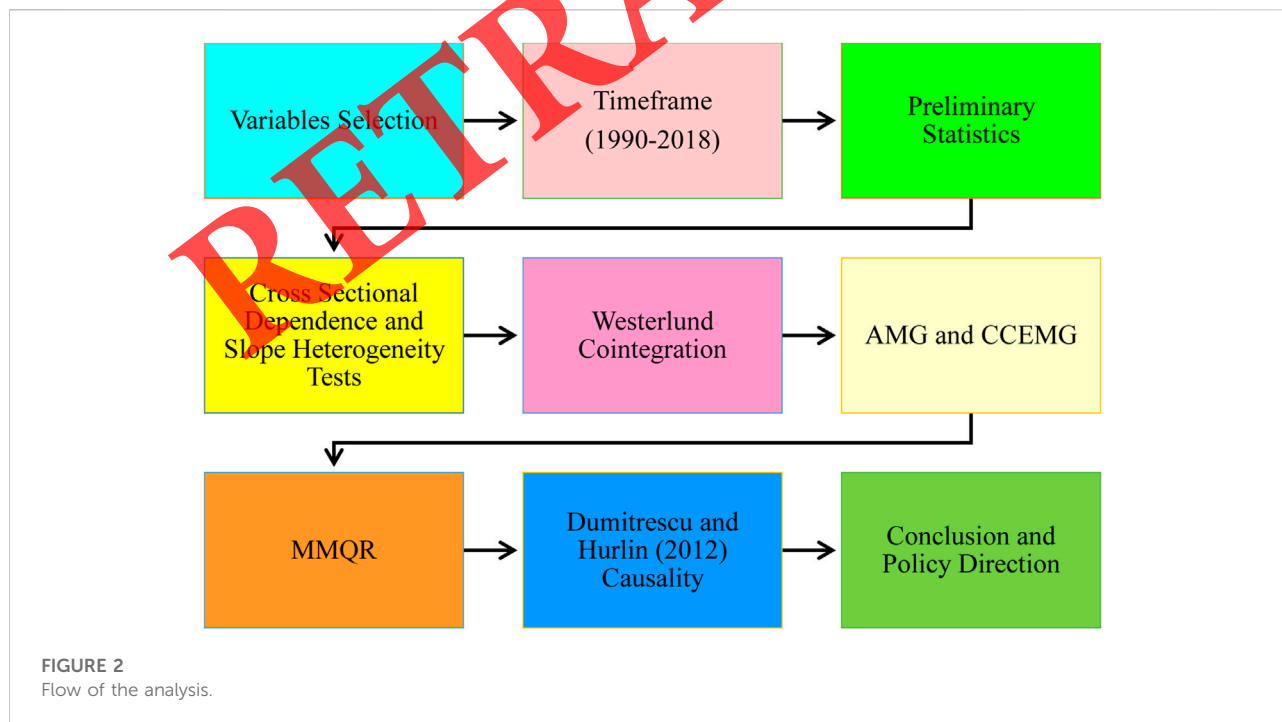 RETRA
Variables Selection
Timeframe
(1990-2018)
Preliminary
Statistics
Cross Sectional
Dependence and
Slope Heterogeneity
Tests
Westerlund
Cointegration
AMG and CCEMG
MMQR
Dumitrescu and
Hurlin (2012)
Causality
Conclusion and
Policy Direction
FIGURE 2
Flow of the analysis.